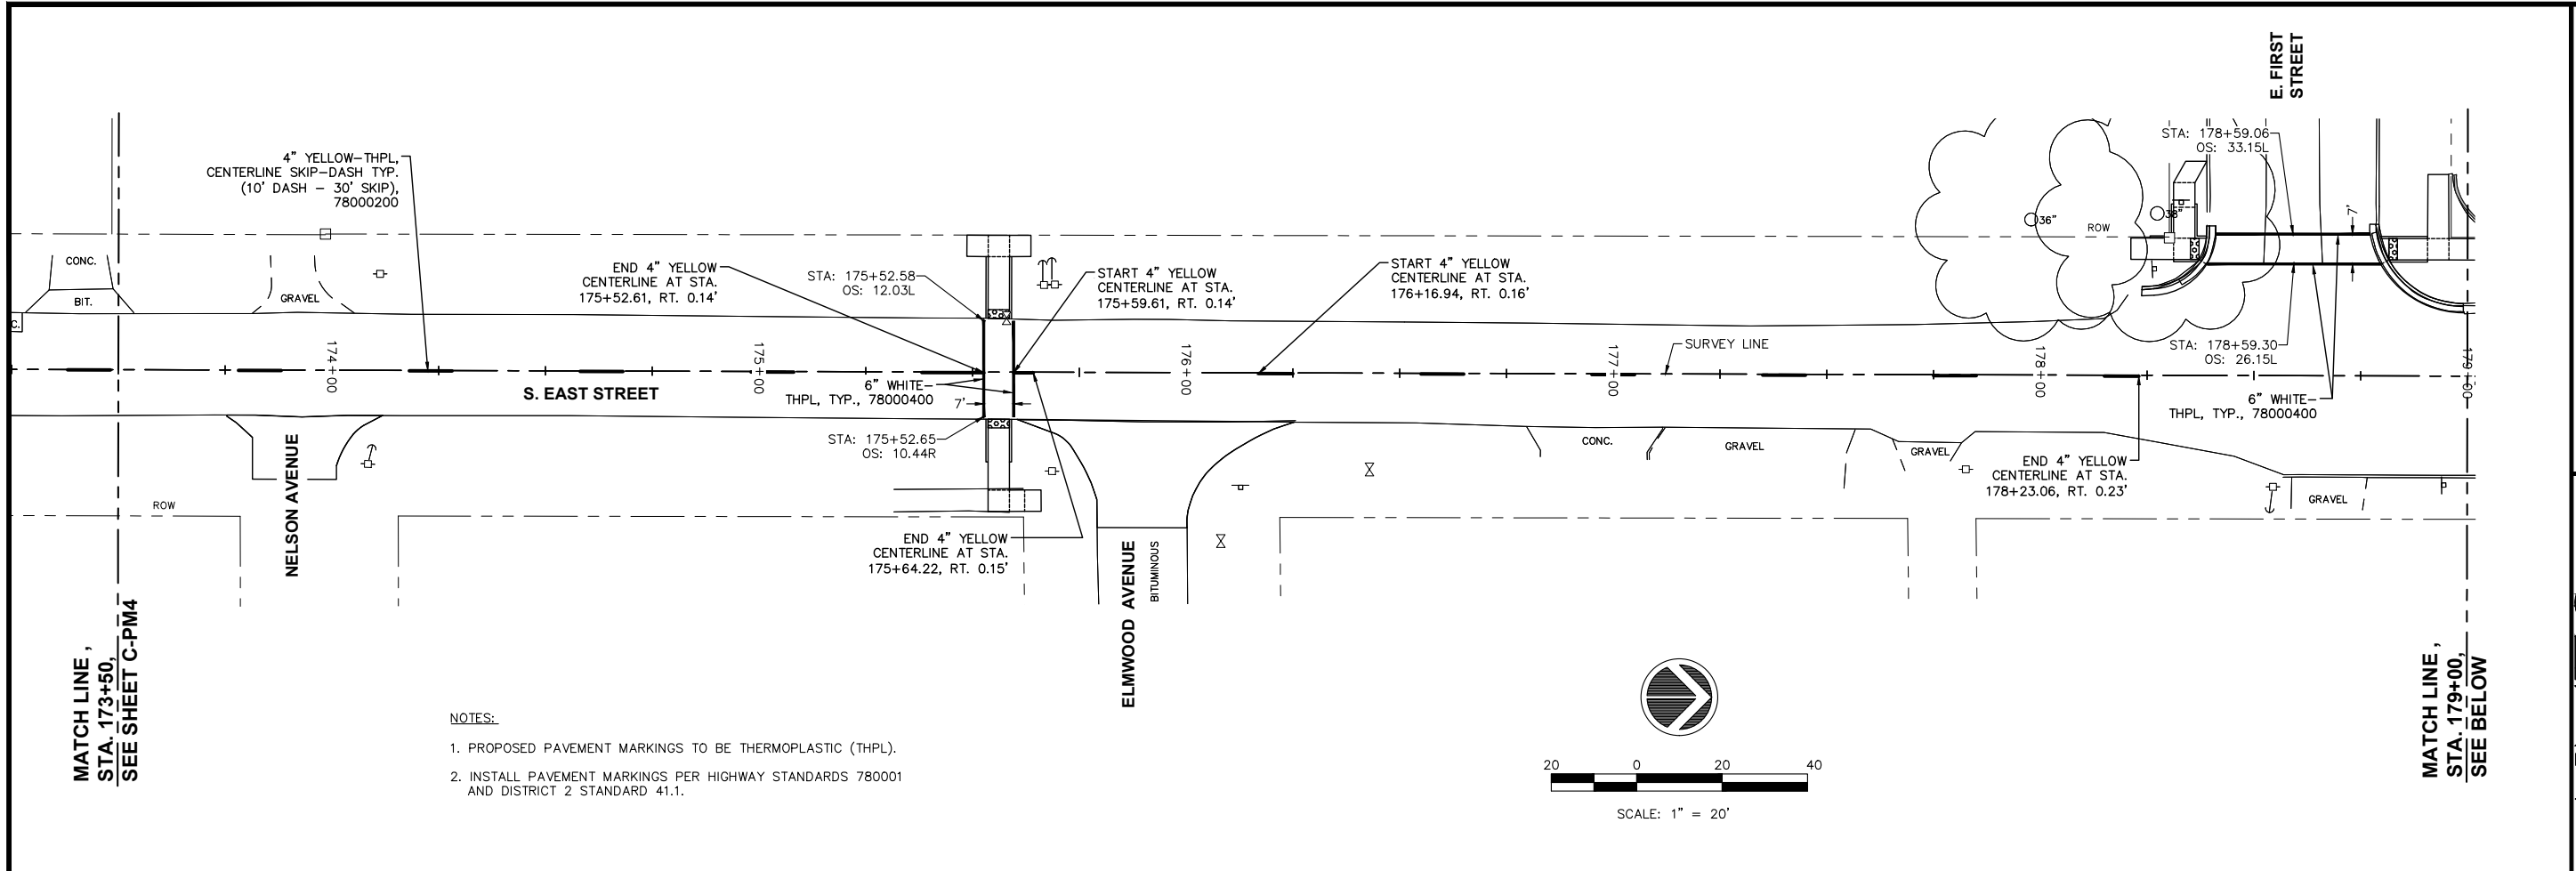 E. FIRST
STREET
4" YELLOW-THPL,
CENTERLINE SKIP-DASH TYP.
(10' DASH - 30' SKIP),
78000200
STA: 178+59.06
OS: 33.15L
36"
38"
7'
ROW
CONC.
BIT.
GRAVEL
END 4" YELLOW
CENTERLINE AT STA.
175+52.61, RT. 0.14'
STA: 175+52.58
OS: 12.03L
START 4" YELLOW
CENTERLINE AT STA.
175+59.61, RT. 0.14'
START 4" YELLOW
CENTERLINE AT STA.
176+16.94, RT. 0.16'
C.
174+00
175+00
176+00
177+00
178+00
179+00
SURVEY LINE
STA: 178+59.30
OS: 26.15L
S. EAST STREET
6" WHITE-
THPL, TYP., 78000400
7'
6" WHITE-
THPL, TYP., 78000400
STA: 175+52.65
OS: 10.44R
CONC.
GRAVEL
GRAVEL
END 4" YELLOW
CENTERLINE AT STA.
178+23.06, RT. 0.23'
GRAVEL
ROW
NELSON AVENUE
END 4" YELLOW
CENTERLINE AT STA.
175+64.22, RT. 0.15'
ELMWOOD AVENUE
BITUMINOUS
MATCH LINE ,
STA. 173+50,
SEE SHEET C-PM4
MATCH LINE ,
STA. 179+00,
SEE BELOW
NOTES:
1. PROPOSED PAVEMENT MARKINGS TO BE THERMOPLASTIC (THPL).
2. INSTALL PAVEMENT MARKINGS PER HIGHWAY STANDARDS 780001
AND DISTRICT 2 STANDARD 41.1.
20 0 20 40
SCALE: 1" = 20'